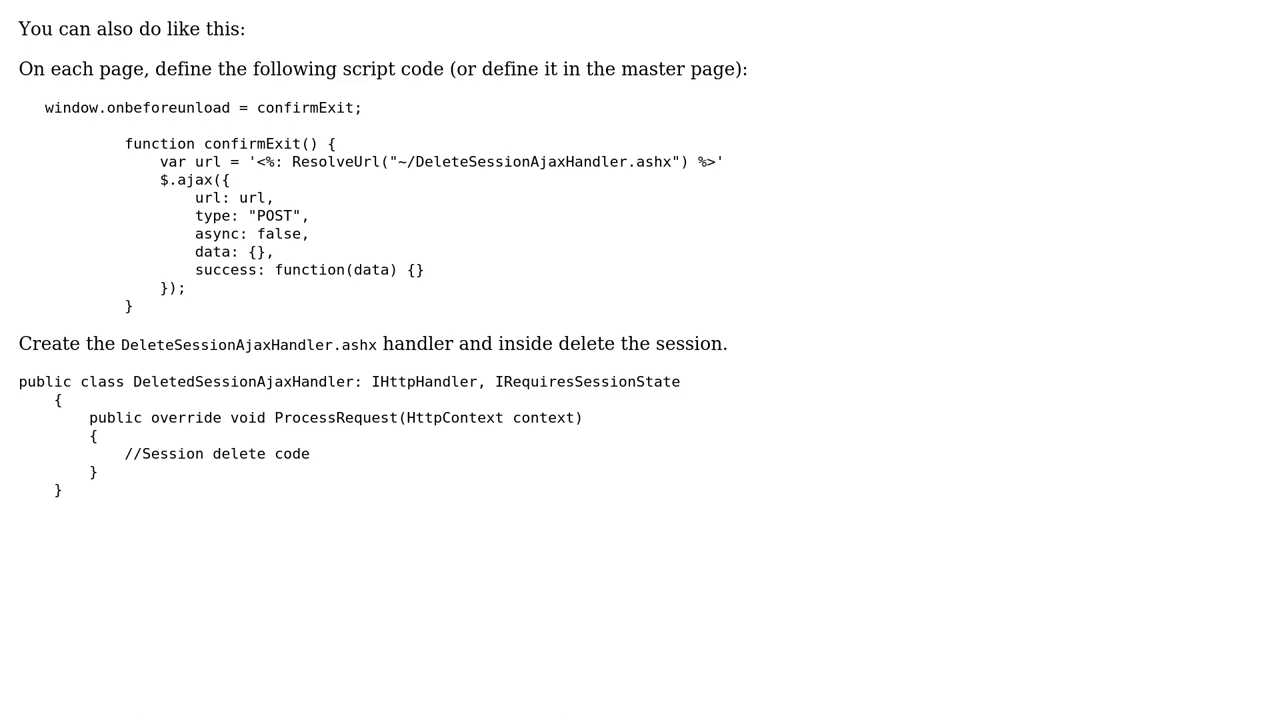 You can also do like this:
On each page, define the following script code (or define it in the master page):
window.onbeforeunload = confirmExit;
function confirmExit() {
var url = '<%: ResolveUrl("~/DeleteSessionAjaxHandler.ashx") %>'
$.ajax({
url: url,
type: "POST",
async: false,
data: {},
success: function(data) {}
});
}
Create the DeleteSessionAjaxHandler.ashx handler and inside delete the session.
public class DeletedSessionAjaxHandler: IHttpHandler, IRequiresSessionState
{
public override void ProcessRequest(HttpContext context)
{
//Session delete code
}
}